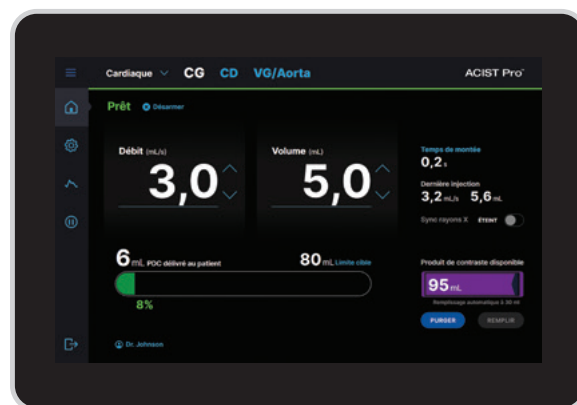 Cardiaque CG CD VG/Aorta ACIST Pro™
Prêt Désarmer
Débit (mL/s)
3,0
Volume (mL)
5,0
Temps de montée
0,2 s
Dernière injection
3,2 mL/s 5,6 mL
Sync rayons X ÉTEINT
6 mL PDC délivré au patient
80 mL Limite cible
8%
Produit de contraste disponible
95 mL
Remplissage automatique à 30 ml
PURGER REMPLIR
Dr. Johnson